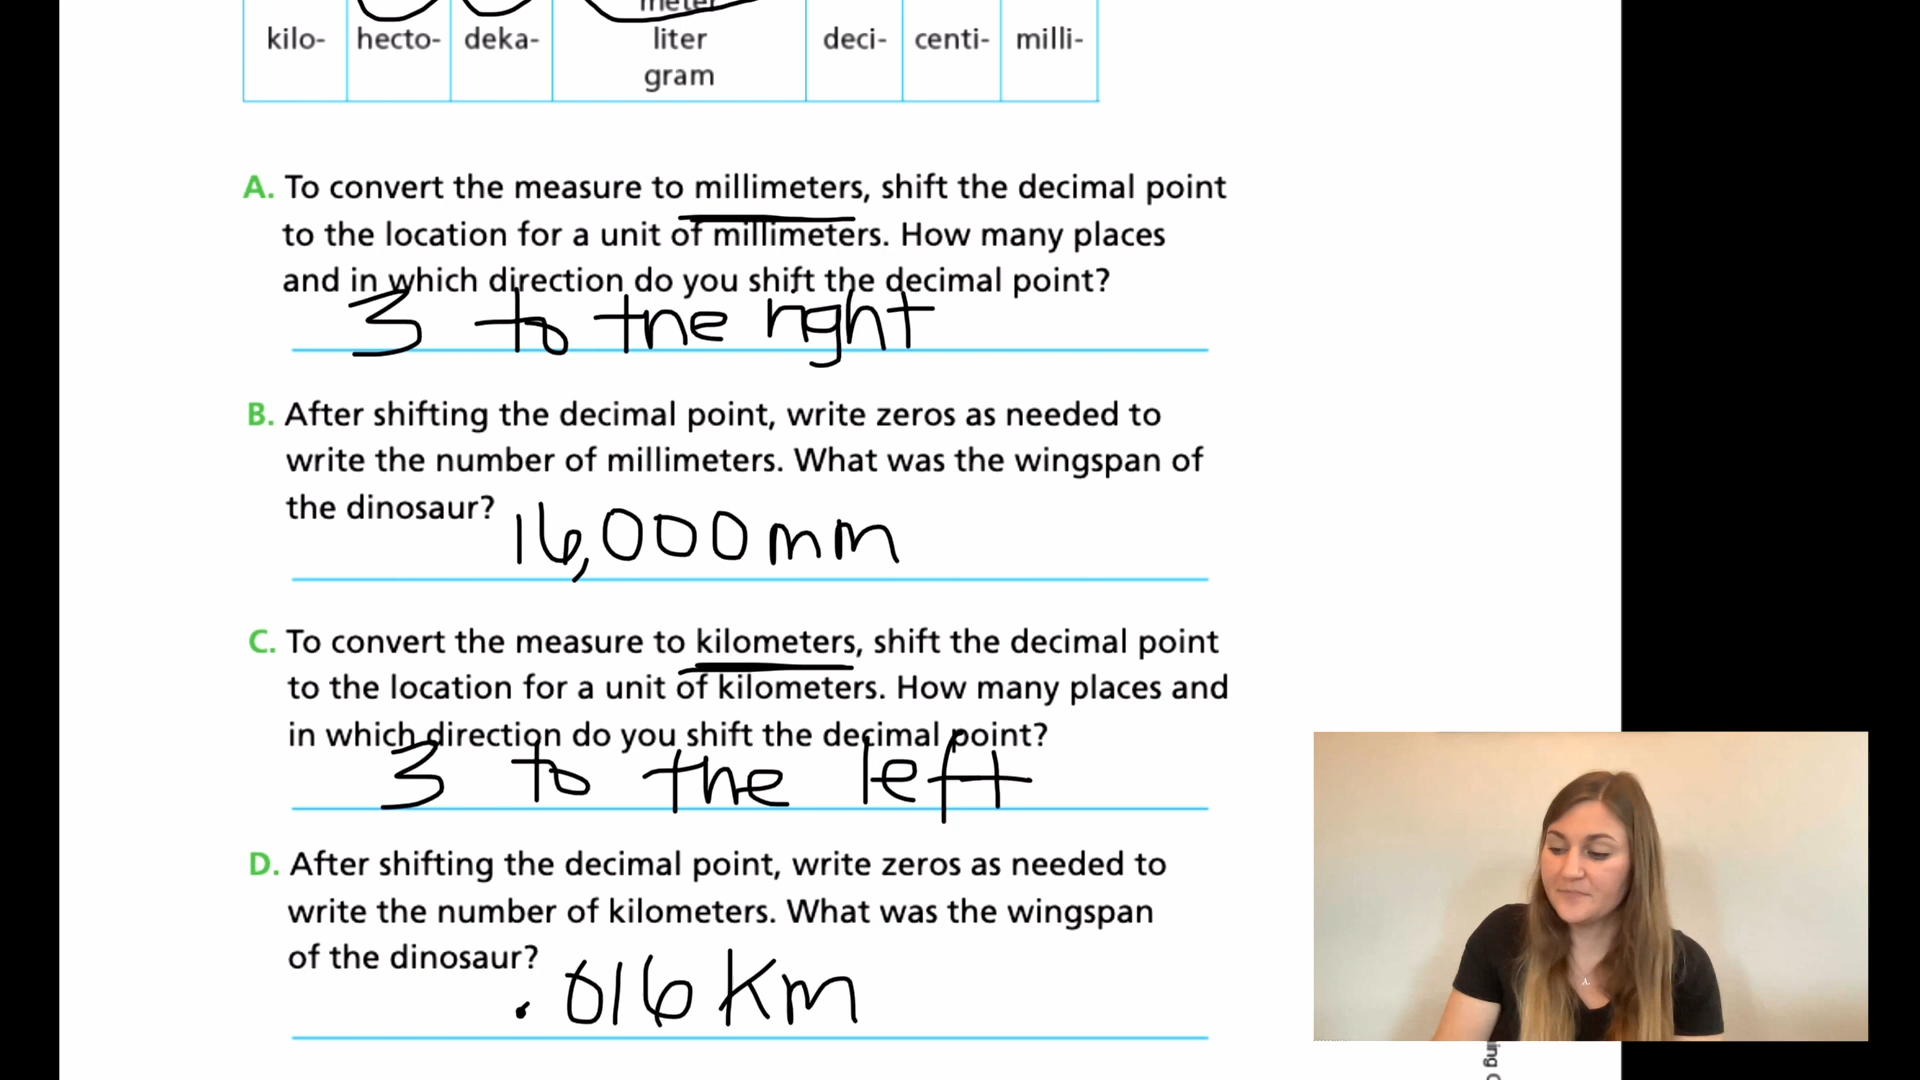 meter
kilo- hecto- deka- liter deci- centi- milli-
gram
A. To convert the measure to millimeters, shift the decimal point
to the location for a unit of millimeters. How many places
and in which direction do you shift the decimal point?
3 to the right
B. After shifting the decimal point, write zeros as needed to
write the number of millimeters. What was the wingspan of
the dinosaur?
16,000 mm
C. To convert the measure to kilometers, shift the decimal point
to the location for a unit of kilometers. How many places and
in which direction do you shift the decimal point?
3 to the left
D. After shifting the decimal point, write zeros as needed to
write the number of kilometers. What was the wingspan
of the dinosaur?
.016 km